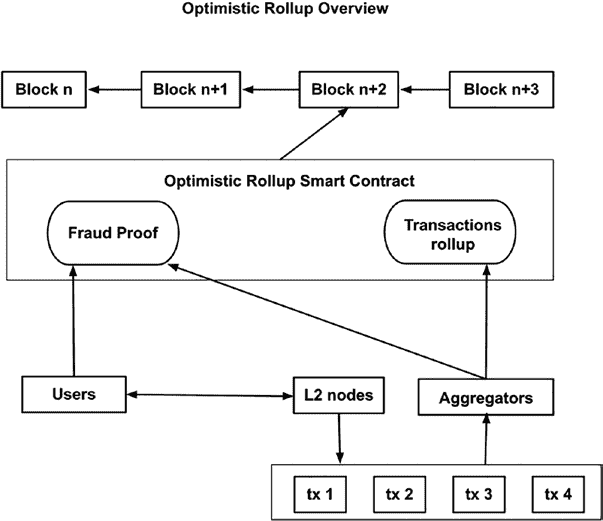 Optimistic Rollup Overview
Block n
Block n+1
Block n+2
Block n+3
Optimistic Rollup Smart Contract
Fraud Proof
Transactions
rollup
Users
L2 nodes
Aggregators
tx 1
tx 2
tx 3
tx 4